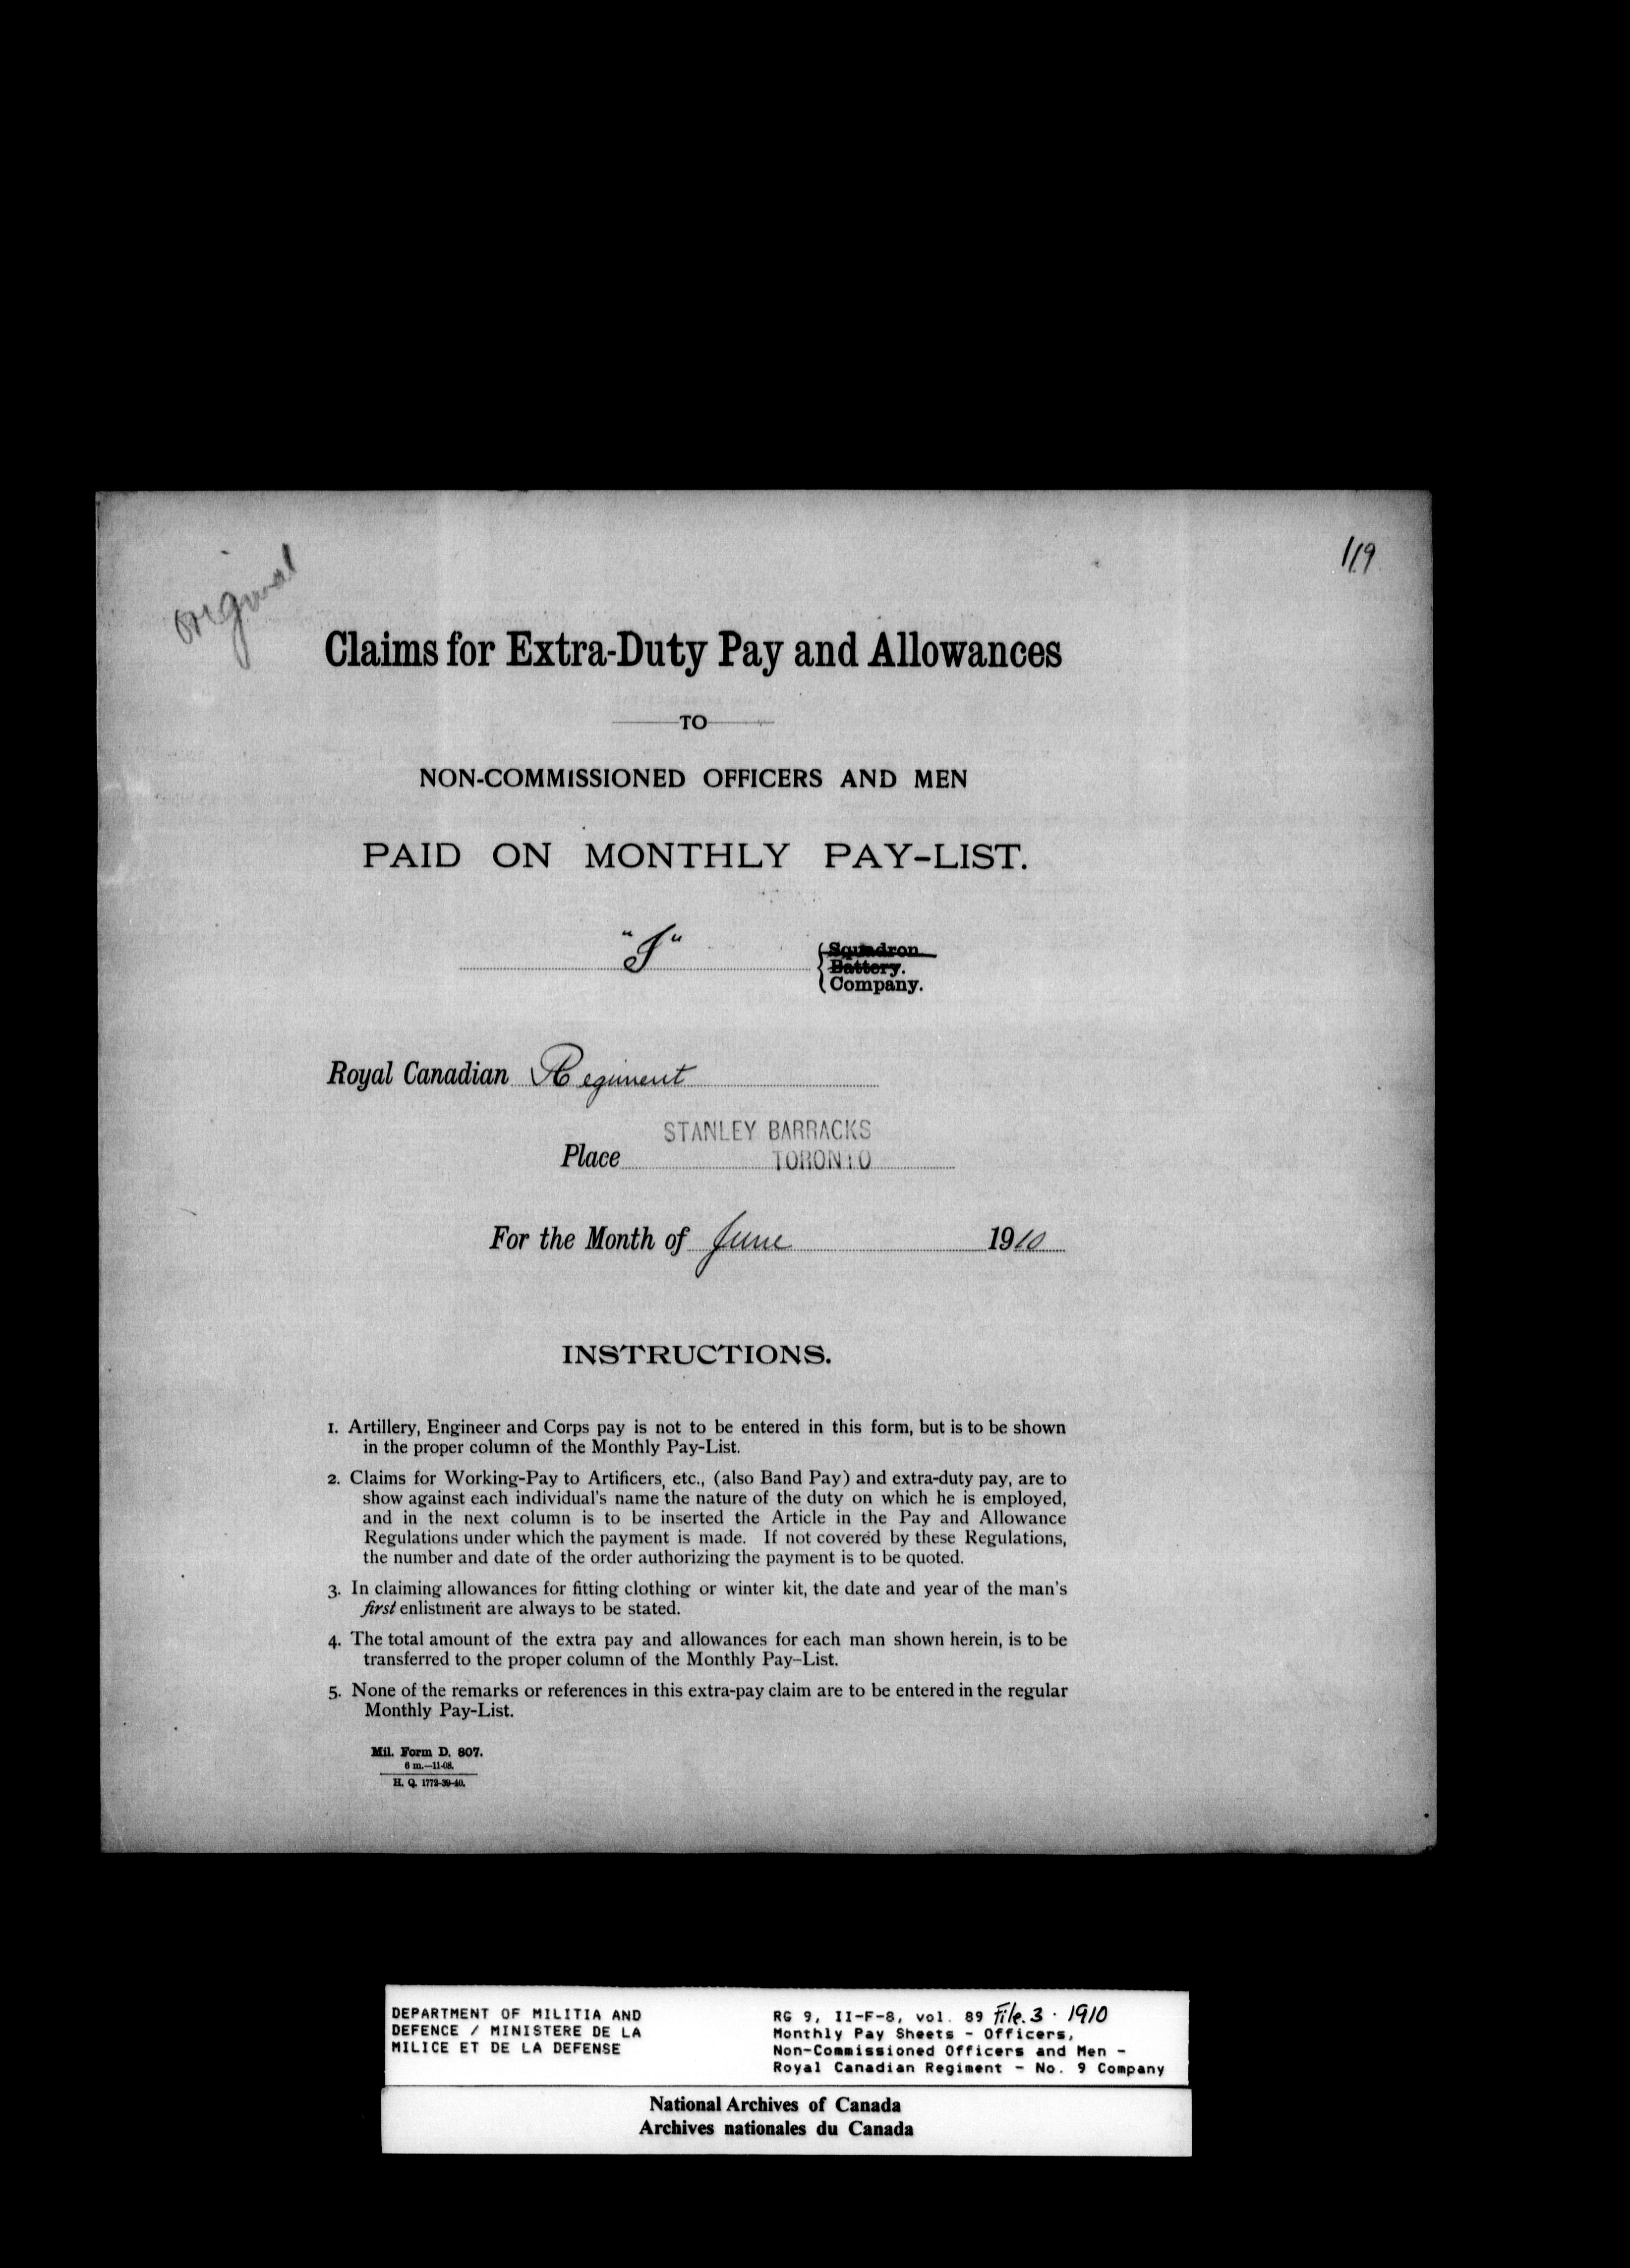 original
119
Claims for Extra-Duty Pay and Allowances
TO
NON-COMMISSIONED OFFICERS AND MEN
PAID ON MONTHLY PAY-LIST.
Squadron
Battery.
Company.
Royal Canadian Regiment
STANLEY BARRACKS
Place TORONTO
For the Month of June 1910
INSTRUCTIONS.
1. Artillery, Engineer and Corps pay is not to be entered in this form, but is to be shown
in the proper column of the Monthly Pay-List.
2. Claims for Working-Pay to Artificers, etc., (also Band Pay) and extra-duty pay, are to
show against each individual's name the nature of the duty on which he is employed,
and in the next column is to be inserted the Article in the Pay and Allowance
Regulations under which the payment is made. If not covered by these Regulations,
the number and date of the order authorizing the payment is to be quoted.
3. In claiming allowances for fitting clothing or winter kit, the date and year of the man's
first enlistment are always to be stated.
4. The total amount of the extra pay and allowances for each man shown herein, is to be
transferred to the proper column of the Monthly Pay-List.
5. None of the remarks or references in this extra-pay claim are to be entered in the regular
Monthly Pay-List.
Mil. Form D. 807.
6 m.—11-08.
H. Q. 1772-39-40.
DEPARTMENT OF MILITIA AND
DEFENCE / MINISTERE DE LA
MILICE ET DE LA DEFENSE
RG 9, II-F-8, vol. 89 File. 3 · 1910
Monthly Pay Sheets - Officers,
Non-Commissioned Officers and Men -
Royal Canadian Regiment - No. 9 Company
National Archives of Canada
Archives nationales du Canada